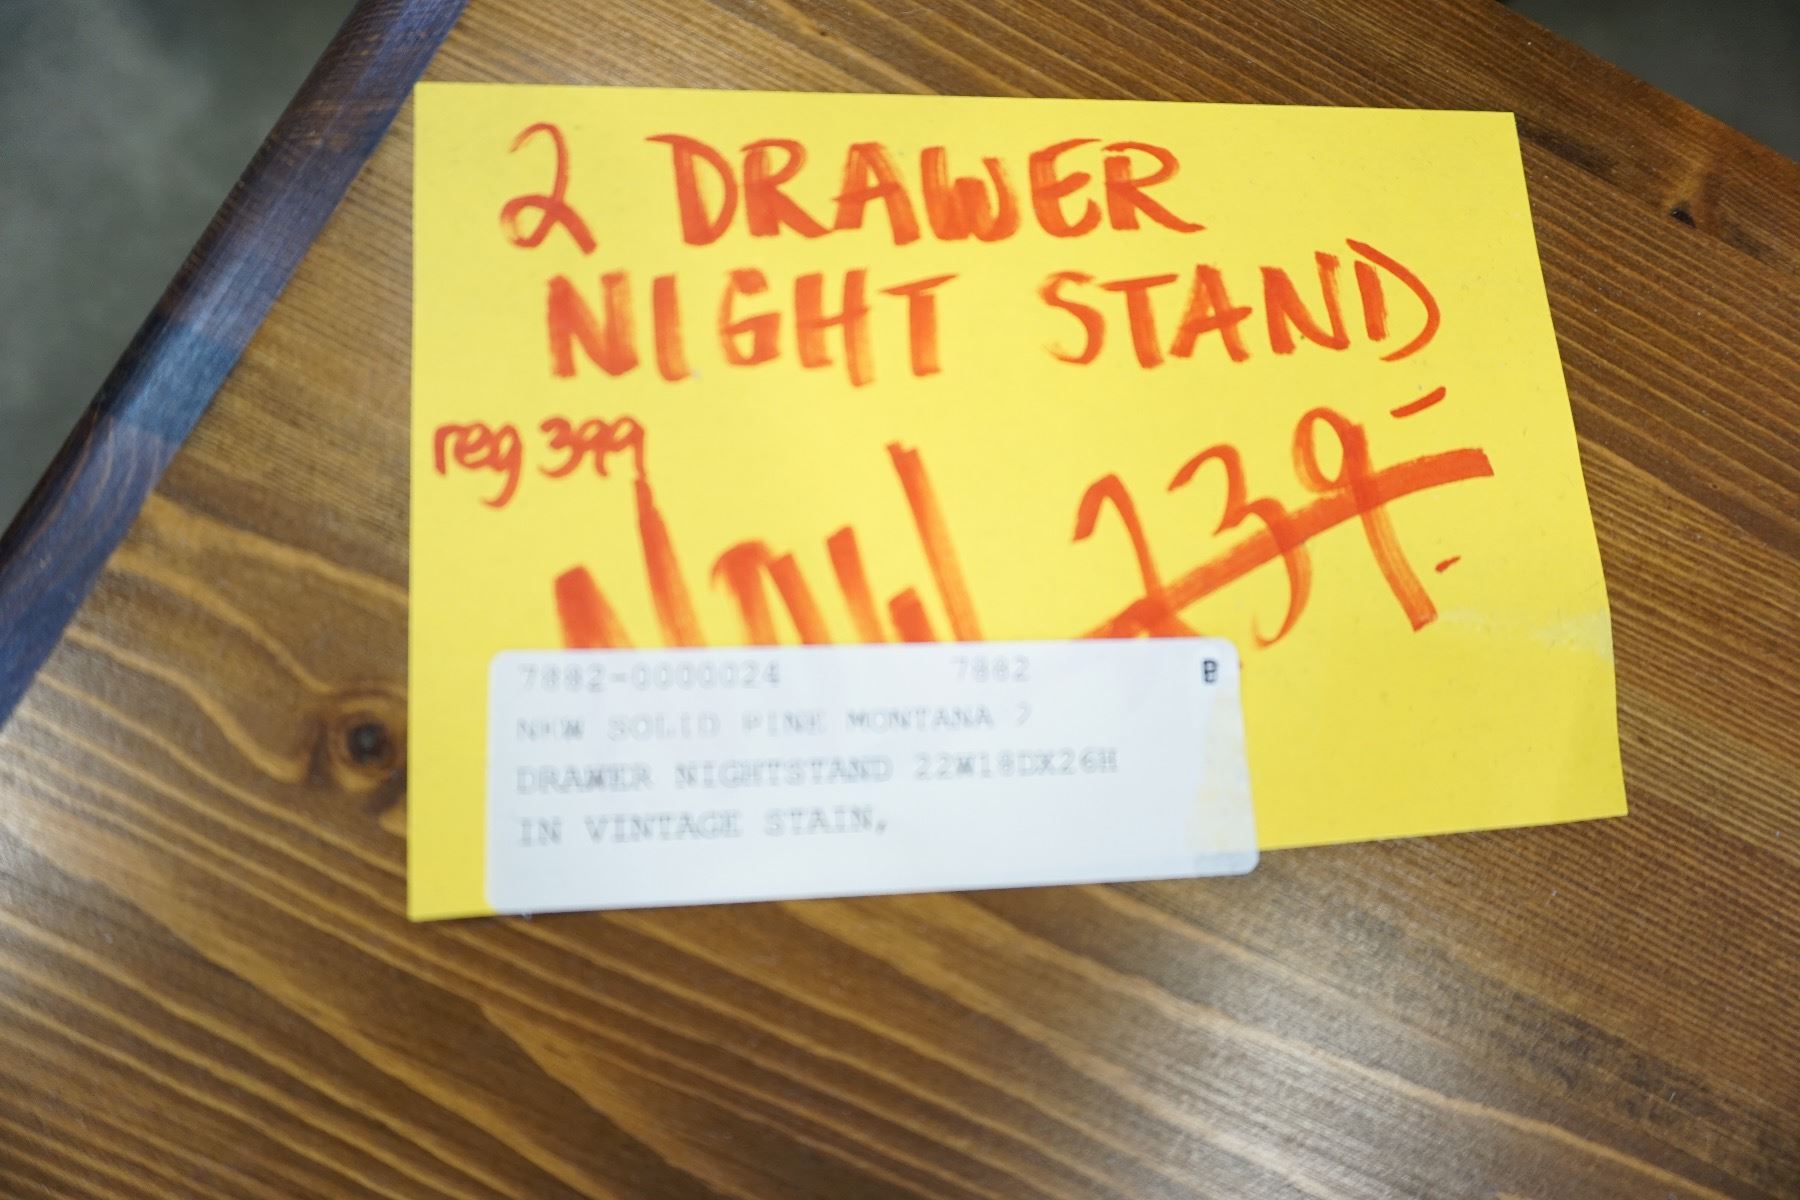 2 DRAWER
NIGHT STAND
reg 399
NOW 239.-
7882-0000024 7882 B
NEW SOLID PINE MONTANA 2
DRAWER NIGHTSTAND 22W18DX26H
IN VINTAGE STAIN,